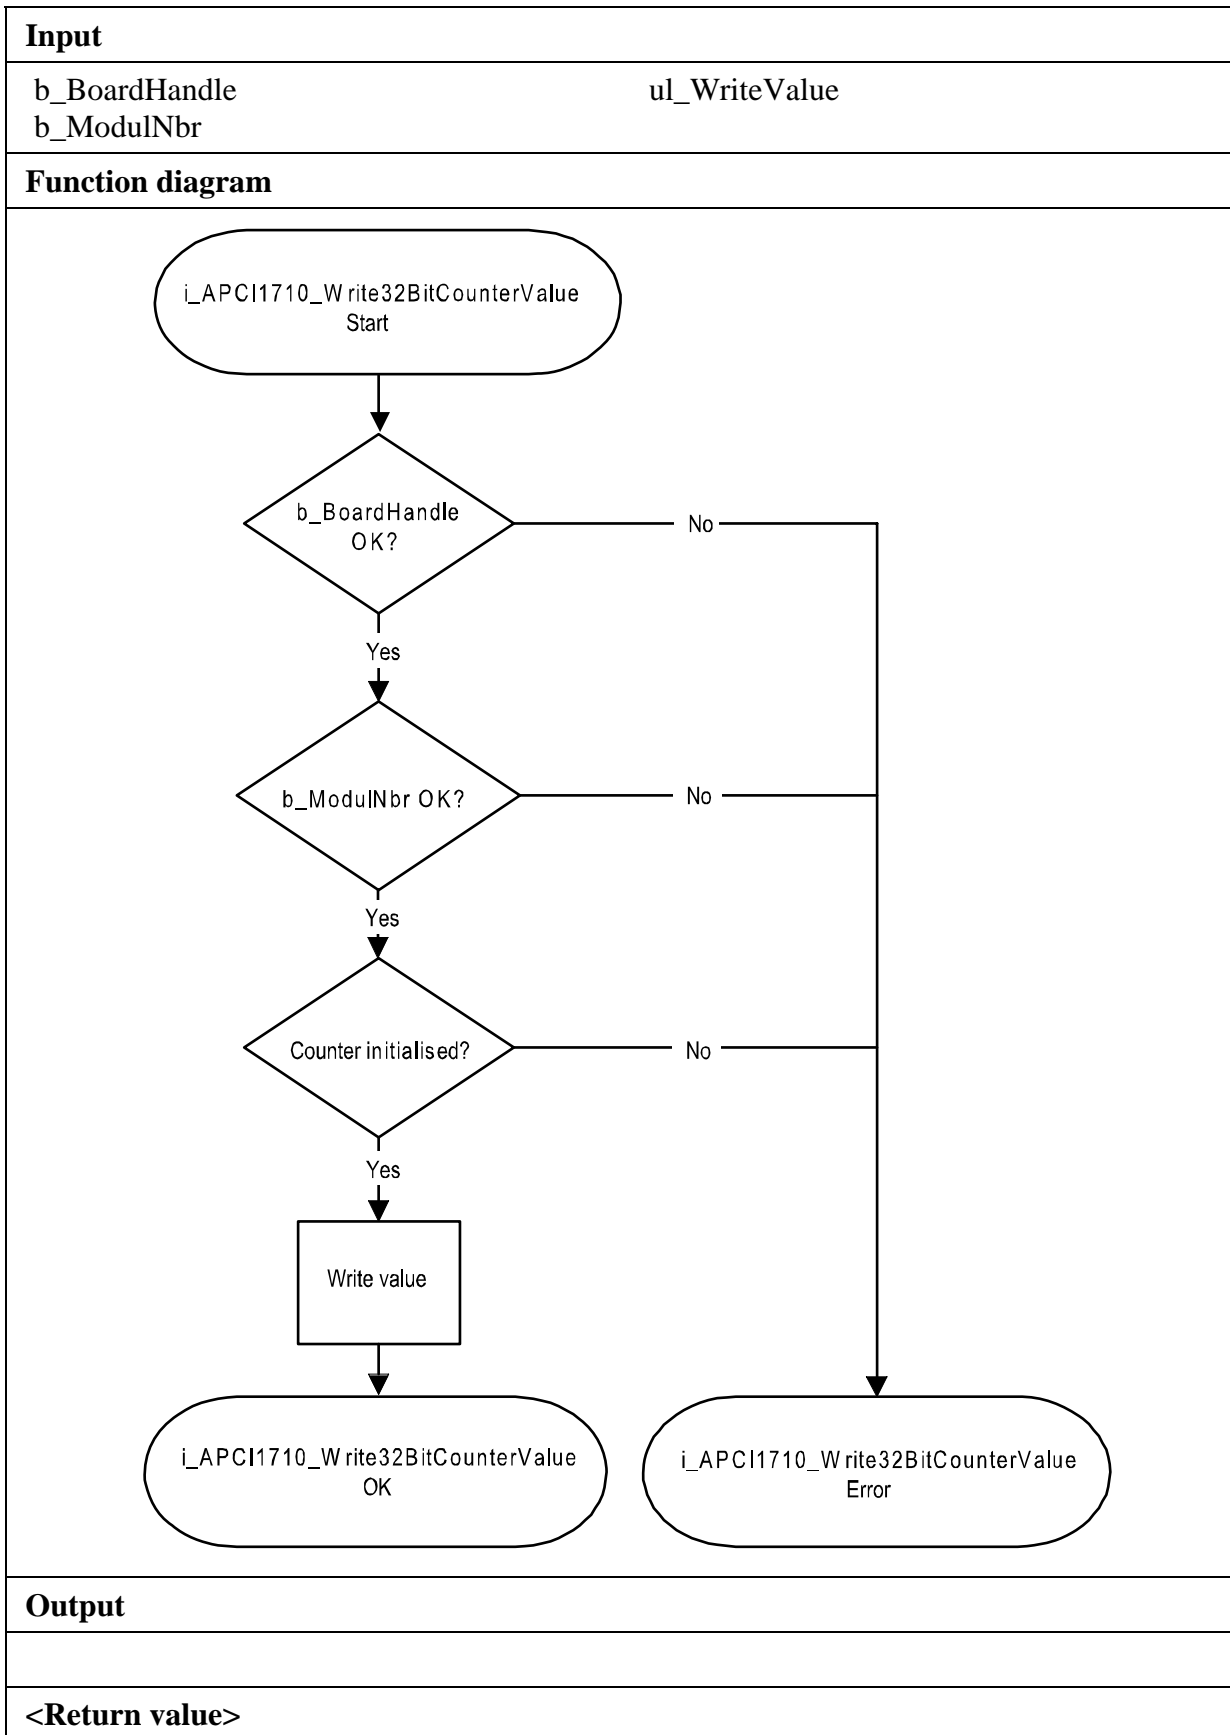 Input
b_BoardHandle ul_WriteValue
b_ModulNbr
Function diagram
i_APCI1710_Write32BitCounterValue
Start
b_BoardHandle
OK?
No
Yes
b_ModulNbr OK?
No
Yes
Counter initialised?
No
Yes
Write value
i_APCI1710_Write32BitCounterValue
OK
i_APCI1710_Write32BitCounterValue
Error
Output
<Return value>